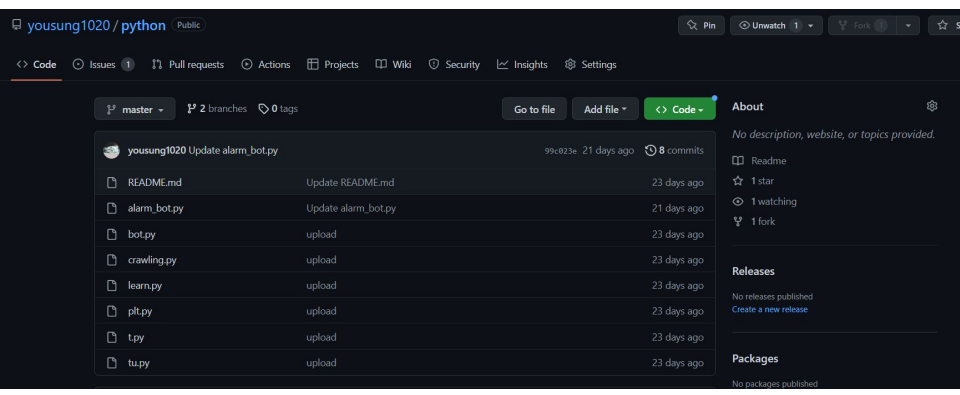 yousung1020 / python Public
Pin
Unwatch 1
Fork 1
Code
Issues 1
Pull requests
Actions
Projects
Wiki
Security
Insights
Settings
master
2 branches
0 tags
Go to file
Add file
<> Code
About
No description, website, or topics provided.
yousung1020 Update alarm_bot.py
99c023e 21 days ago
8 commits
Readme
README.md Update README.md 23 days ago
1 star
alarm_bot.py Update alarm_bot.py 21 days ago
1 watching
bot.py upload 23 days ago
1 fork
crawling.py upload 23 days ago
learn.py upload 23 days ago
plt.py upload 23 days ago
t.py upload 23 days ago
tu.py upload 23 days ago
Releases
No releases published
Create a new release
Packages
No packages published